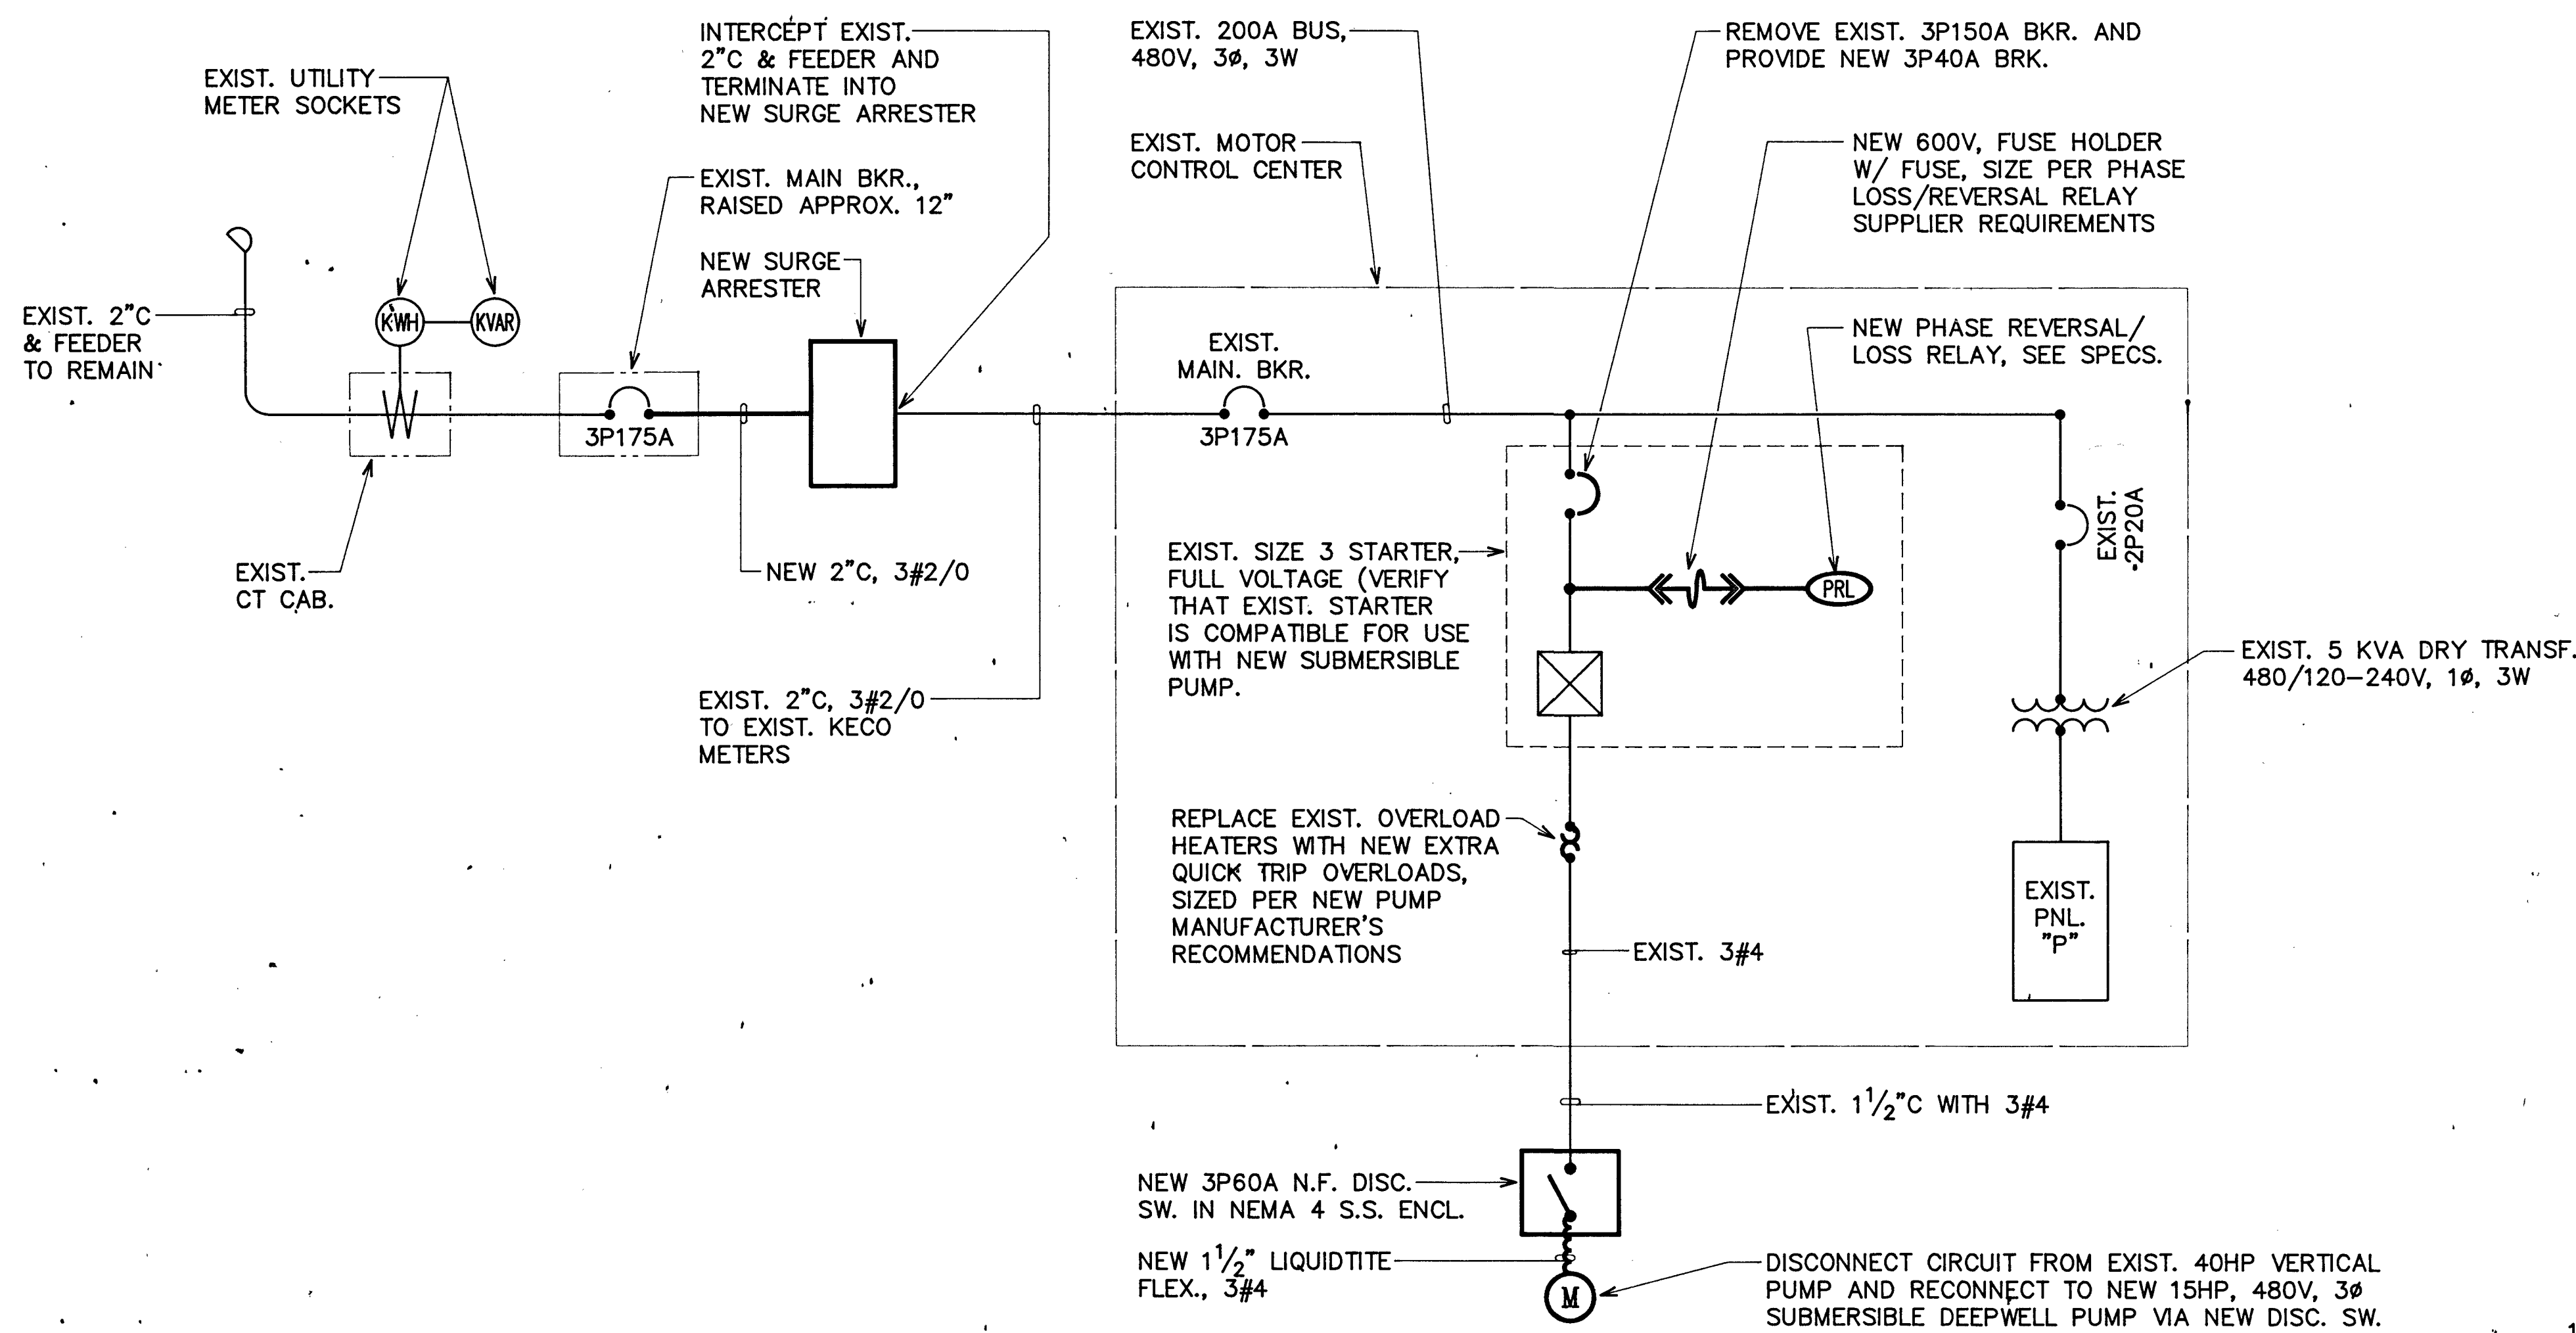 EXIST. UTILITY
METER SOCKETS
INTERCEPT EXIST.
2"C & FEEDER AND
TERMINATE INTO
NEW SURGE ARRESTER
EXIST. MAIN BKR.,
RAISED APPROX. 12"
NEW SURGE
ARRESTER
EXIST. 200A BUS,
480V, 3ø, 3W
EXIST. MOTOR
CONTROL CENTER
REMOVE EXIST. 3P150A BKR. AND
PROVIDE NEW 3P40A BRK.
NEW 600V, FUSE HOLDER
W/ FUSE, SIZE PER PHASE
LOSS/REVERSAL RELAY
SUPPLIER REQUIREMENTS
NEW PHASE REVERSAL/
LOSS RELAY, SEE SPECS.
EXIST. 2"C
& FEEDER
TO REMAIN
KWH
KVAR
3P175A
EXIST.
MAIN. BKR.
3P175A
EXIST.
2P20A
EXIST.
CT CAB.
NEW 2"C, 3#2/0
EXIST. 2"C, 3#2/0
TO EXIST. KECO
METERS
EXIST. SIZE 3 STARTER,
FULL VOLTAGE (VERIFY
THAT EXIST. STARTER
IS COMPATIBLE FOR USE
WITH NEW SUBMERSIBLE
PUMP.
PRL
EXIST. 5 KVA DRY TRANSF.
480/120-240V, 1ø, 3W
REPLACE EXIST. OVERLOAD
HEATERS WITH NEW EXTRA
QUICK TRIP OVERLOADS,
SIZED PER NEW PUMP
MANUFACTURER'S
RECOMMENDATIONS
EXIST.
PNL.
"P"
EXIST. 3#4
EXIST. 1 1/2"C WITH 3#4
NEW 3P60A N.F. DISC.
SW. IN NEMA 4 S.S. ENCL.
NEW 1 1/2" LIQUIDTITE
FLEX., 3#4
M
DISCONNECT CIRCUIT FROM EXIST. 40HP VERTICAL
PUMP AND RECONNECT TO NEW 15HP, 480V, 3ø
SUBMERSIBLE DEEPWELL PUMP VIA NEW DISC. SW.